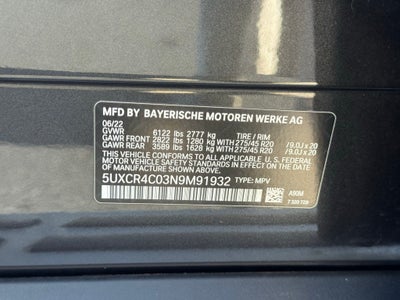 MFD BY BAYERISCHE MOTOREN WERKE AG
06/22
GVWR 6122 lbs 2777 kg TIRE / RIM
GAWR FRONT 2822 lbs 1280 kg WITH 275/45 R20 /9.0J x 20
GAWR REAR 3589 lbs 1628 kg WITH 275/45 R20 /9.0J x 20
THIS VEHICLE CONFORMS TO ALL APPLICABLE U. S. FEDERAL
MOTOR VEHICLE SAFETY STANDARDS IN EFFECT ON THE DATE OF
MANUFACTURE SHOWN ABOVE.
5UXCR4C03N9M91932 TYPE: MPV
A90M